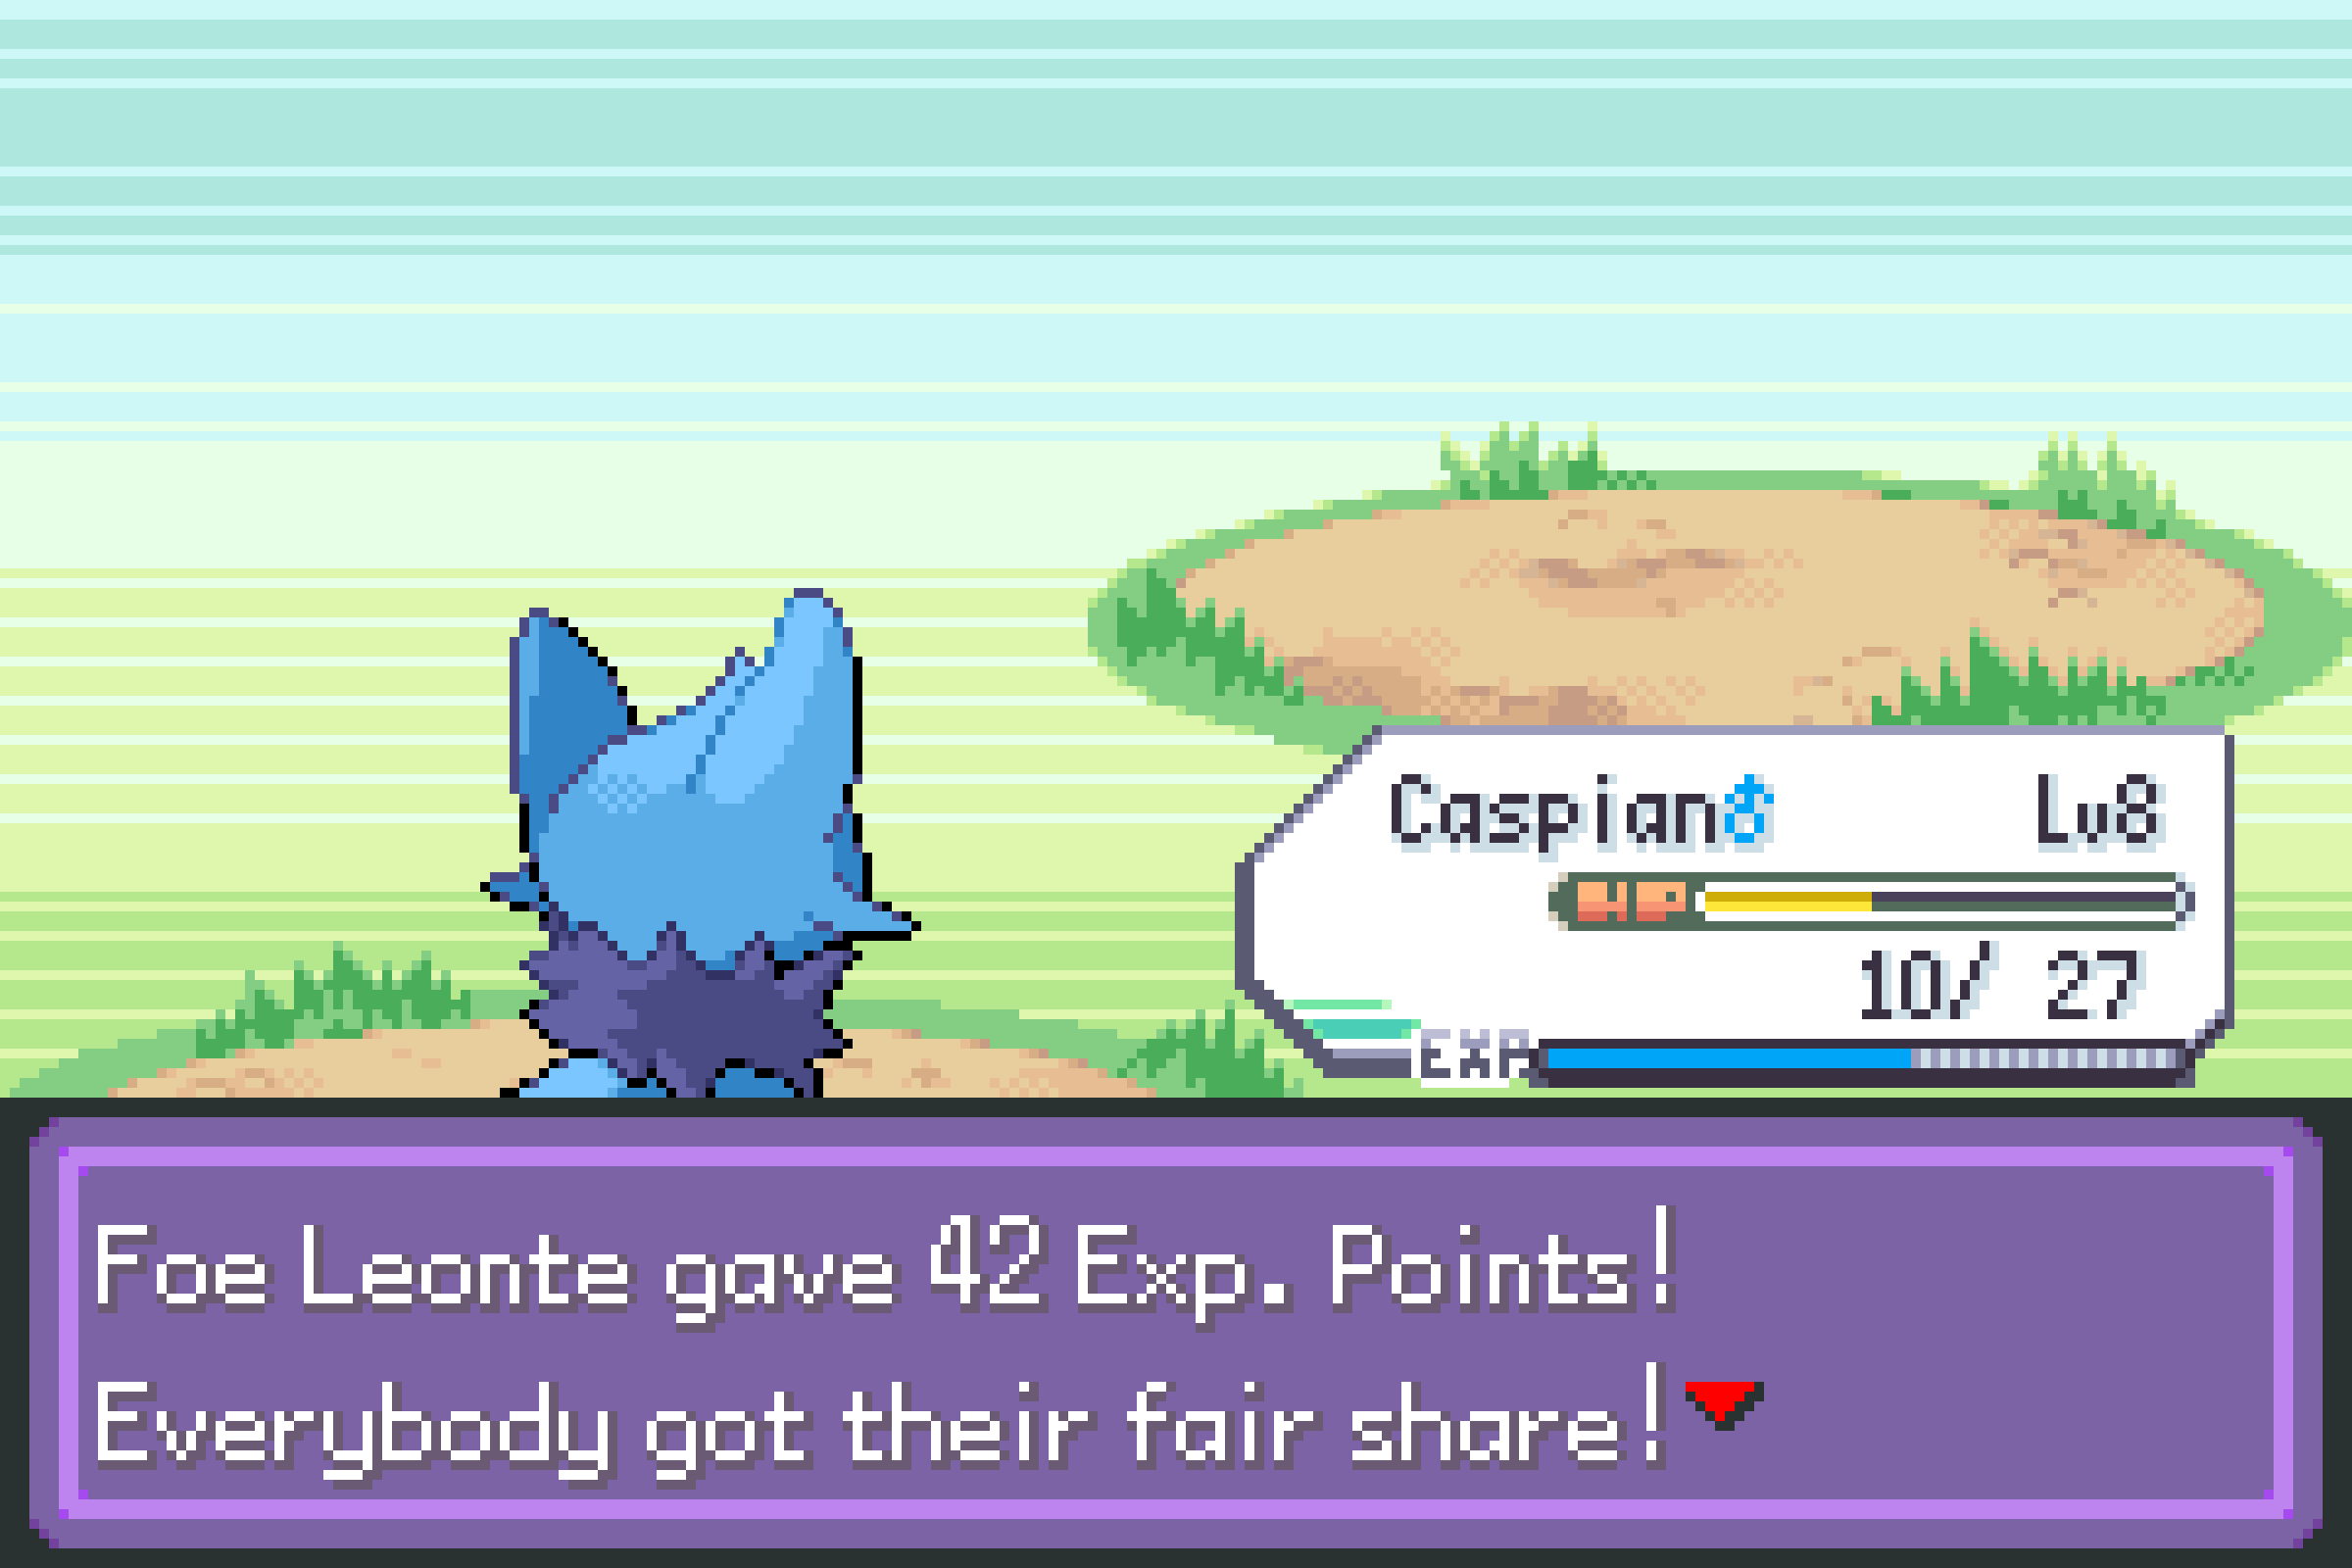 Caspian♂ Lv8
HP
10/ 27
EXP
Foe Leonte gave 42 Exp. Points!
Everybody got their fair share!